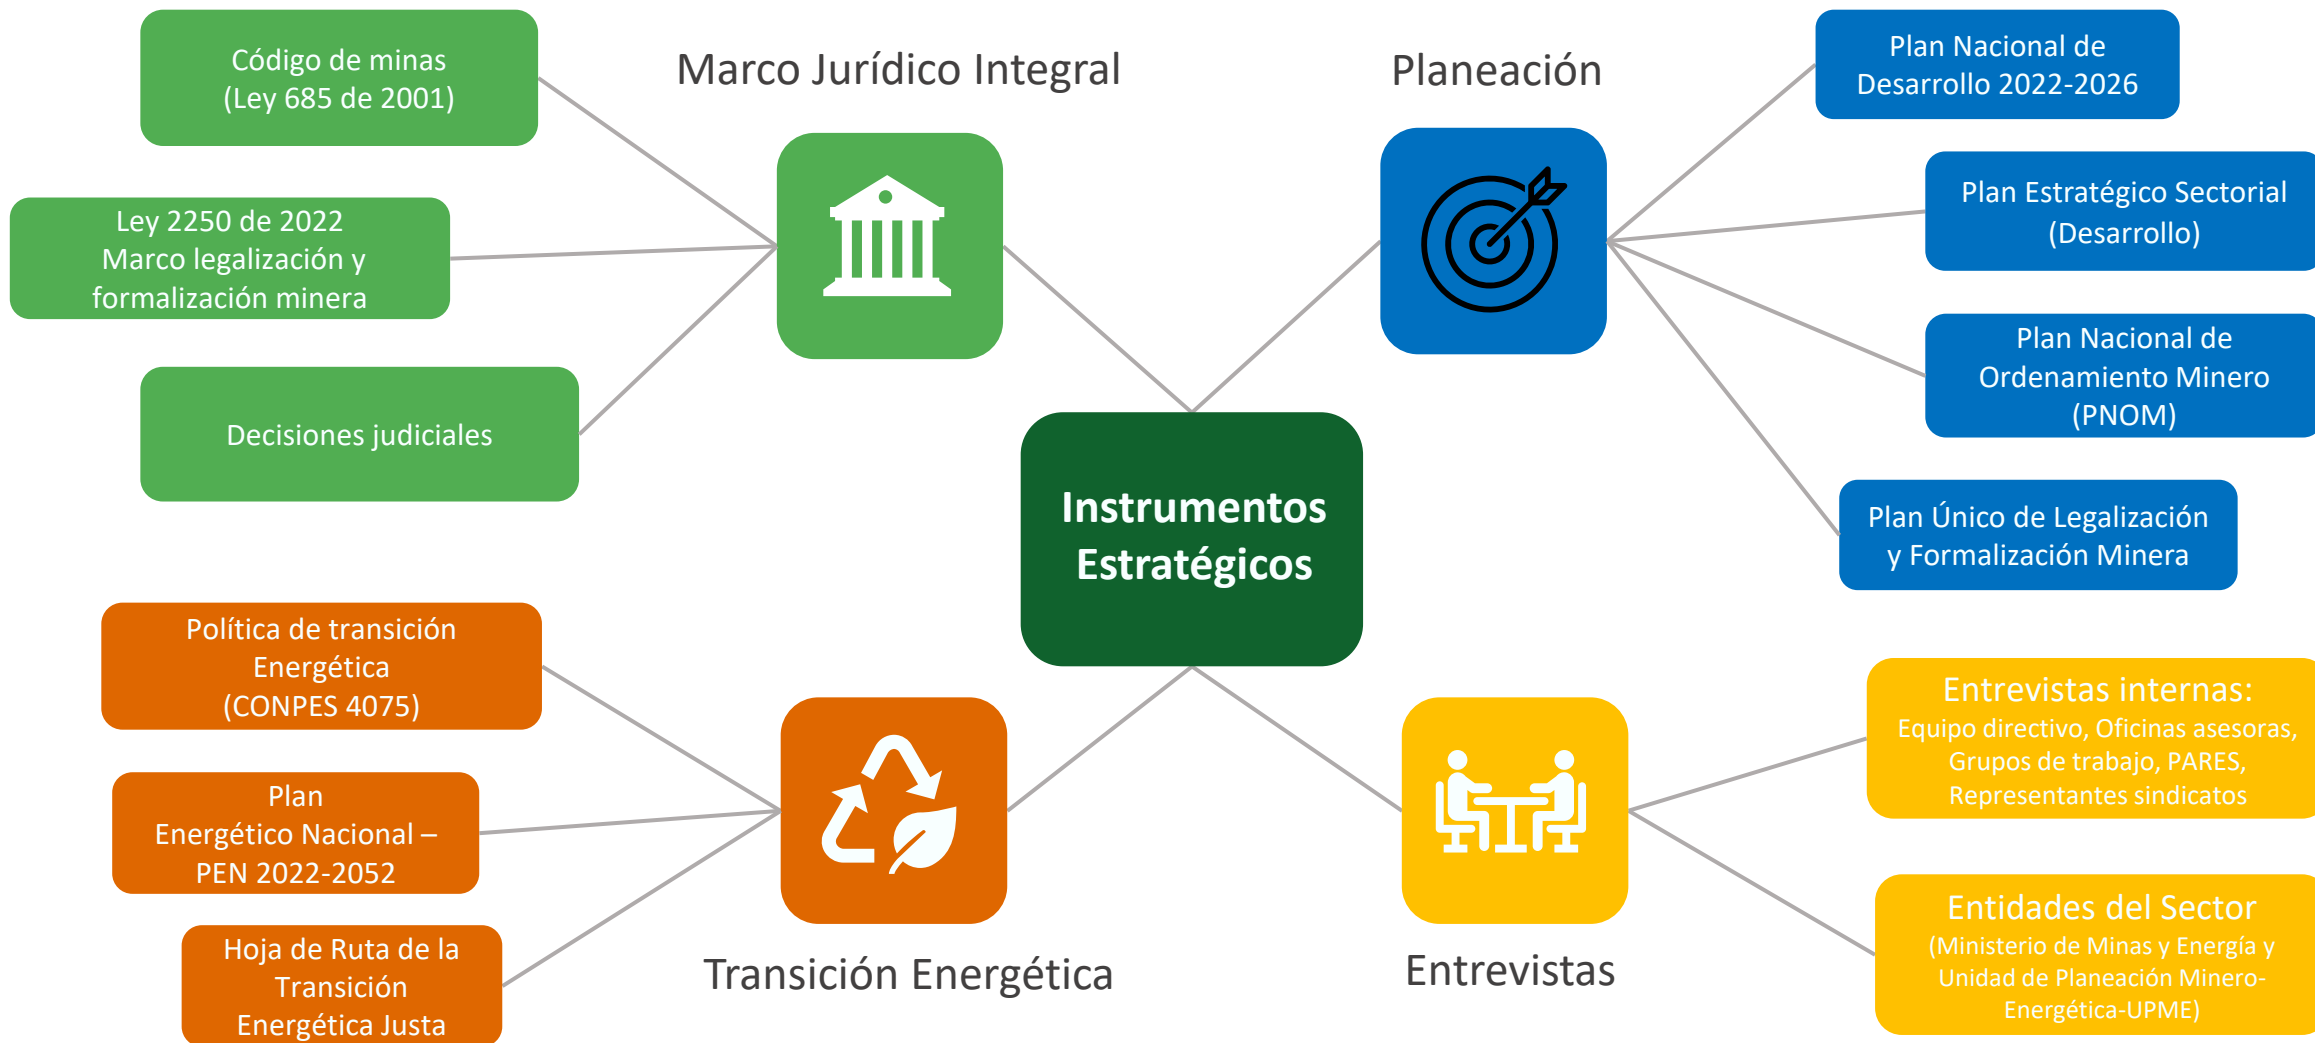 Marco Jurídico Integral
Código de minas
(Ley 685 de 2001)
Ley 2250 de 2022
Marco legalización y
formalización minera
Decisiones judiciales
Planeación
Plan Nacional de
Desarrollo 2022-2026
Plan Estratégico Sectorial
(Desarrollo)
Plan Nacional de
Ordenamiento Minero
(PNOM)
Plan Único de Legalización
y Formalización Minera
Instrumentos
Estratégicos
Política de transición
Energética
(CONPES 4075)
Plan
Energético Nacional –
PEN 2022-2052
Hoja de Ruta de la
Transición
Energética Justa
Transición Energética
Entrevistas internas:
Equipo directivo, Oficinas asesoras,
Grupos de trabajo, PARES,
Representantes sindicatos
Entidades del Sector
(Ministerio de Minas y Energía y
Unidad de Planeación Minero-
Energética-UPME)
Entrevistas